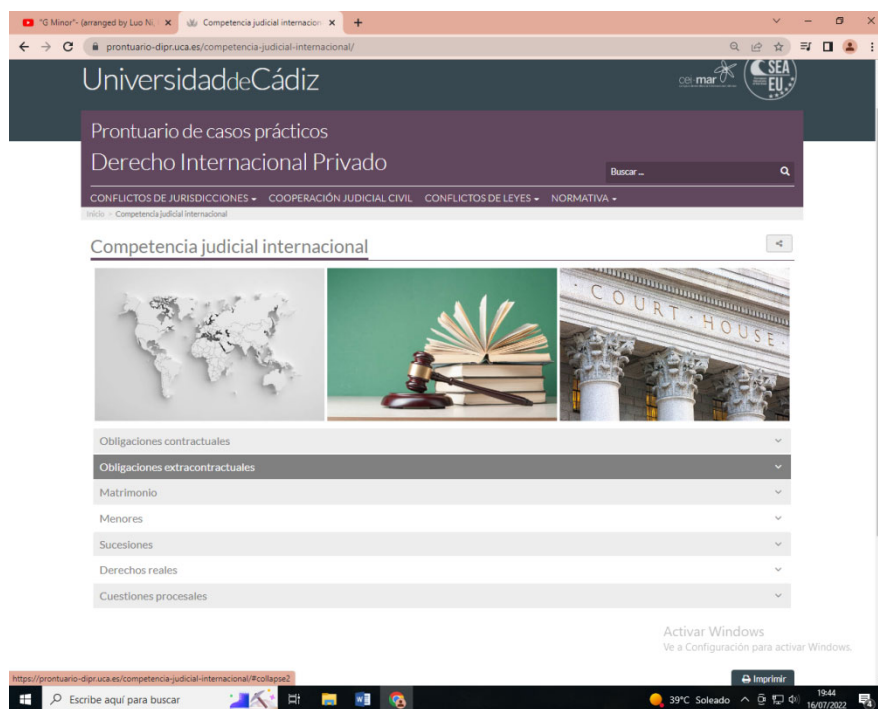 "G Minor"- (arranged by Luo Ni,
Competencia judicial internacion
prontuario-dipr.uca.es/competencia-judicial-internacional/
UniversidaddeCádiz
cei·mar
SEA
EU
Prontuario de casos prácticos
Derecho Internacional Privado
Buscar ...
CONFLICTOS DE JURISDICCIONES COOPERACIÓN JUDICIAL CIVIL CONFLICTOS DE LEYES NORMATIVA
Inicio > Competencia judicial internacional
Competencia judicial internacional
COURT · HOUSE
Obligaciones contractuales
Obligaciones extracontractuales
Matrimonio
Menores
Sucesiones
Derechos reales
Cuestiones procesales
Activar Windows
Ve a Configuración para activar Windows.
https://prontuario-dipr.uca.es/competencia-judicial-internacional/#collapse2
Imprimir
Escribe aquí para buscar
39°C Soleado
19:44
16/07/2022